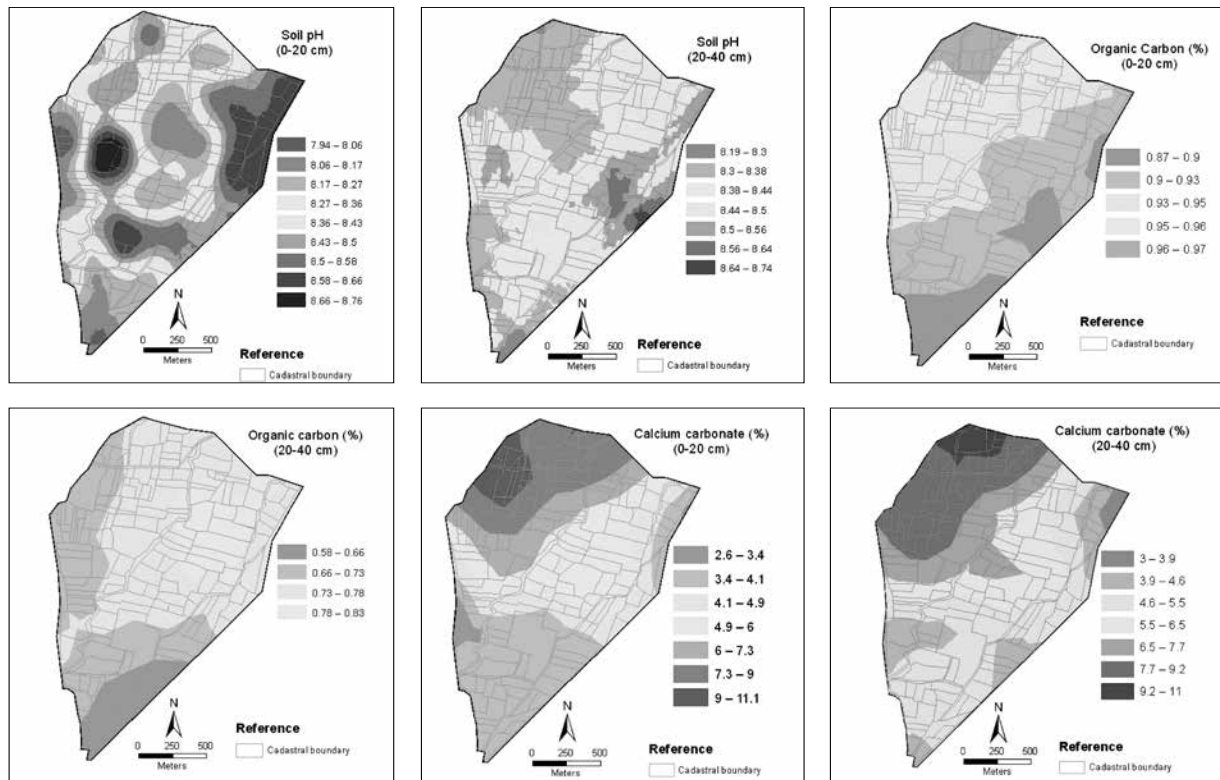 Soil pH
(0-20 cm)
7.94 – 8.06
8.06 – 8.17
8.17 – 8.27
8.27 – 8.36
8.36 – 8.43
8.43 – 8.5
8.5 – 8.58
8.58 – 8.66
8.66 – 8.76
N
0 250 500
Meters
Reference
Cadastral boundary
Soil pH
(20-40 cm)
8.19 – 8.3
8.3 – 8.38
8.38 – 8.44
8.44 – 8.5
8.5 – 8.56
8.56 – 8.64
8.64 – 8.74
N
0 250 500
Meters
Reference
Cadastral boundary
Organic Carbon (%)
(0-20 cm)
0.87 – 0.9
0.9 – 0.93
0.93 – 0.95
0.95 – 0.96
0.96 – 0.97
N
0 250 500
Meters
Reference
Cadastral boundary
Organic carbon (%)
(20-40 cm)
0.58 – 0.66
0.66 – 0.73
0.73 – 0.78
0.78 – 0.83
N
0 250 500
Meters
Reference
Cadastral boundary
Calcium carbonate (%)
(0-20 cm)
2.6 – 3.4
3.4 – 4.1
4.1 – 4.9
4.9 – 6
6 – 7.3
7.3 – 9
9 – 11.1
N
0 250 500
Meters
Reference
Cadastral boundary
Calcium carbonate (%)
(20-40 cm)
3 – 3.9
3.9 – 4.6
4.6 – 5.5
5.5 – 6.5
6.5 – 7.7
7.7 – 9.2
9.2 – 11
N
0 250 500
Meters
Reference
Cadastral boundary